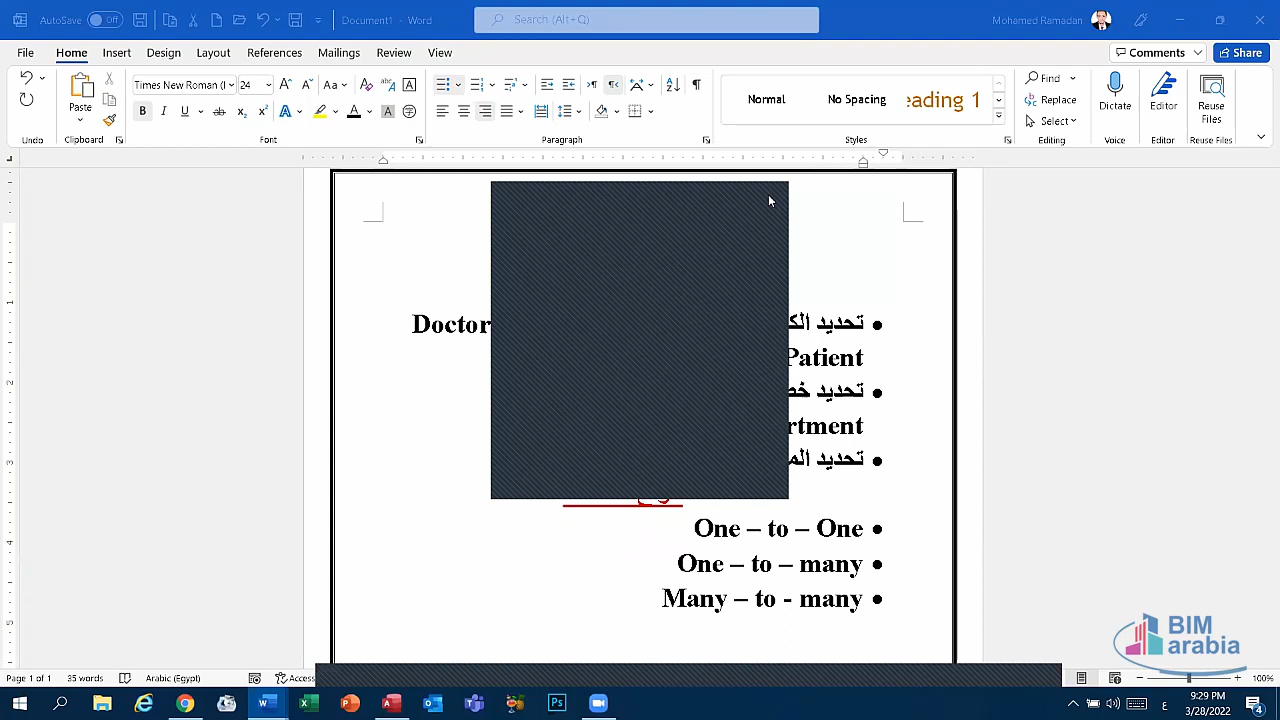 AutoSave Off Document1 - Word Search (Alt+Q) Mohamed Ramadan
File Home Insert Design Layout References Mailings Review View Comments Share
Times New Roman ( 24 Aa Normal No Spacing eading 1 Find
Paste B I U Replace Dictate Editor Reuse Files
Select
Undo Clipboard Font Paragraph Styles Editing Voice Editor Reuse Files
تحديد Doctor
Patient
تحديد
rtment
تحديد
One – to – One
One – to – many
Many – to - many
BIM
arabia
Page 1 of 1 35 words Arabic (Egypt) Access 100%
9:29 PM
3/28/2022